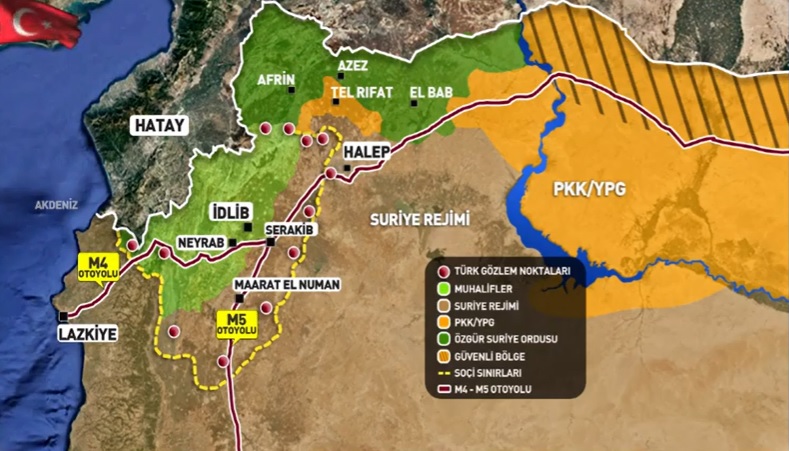 AZEZ
AFRİN
TEL RIFAT
EL BAB
HATAY
HALEP
AKDENİZ
PKK/YPG
İDLİB
SURİYE REJİMİ
SERAKİB
NEYRAB
M4
OTOYOLU
MAARAT EL NUMAN
M5
OTOYOLU
LAZKİYE
TÜRK GÖZLEM NOKTALARI
MUHALİFLER
SURİYE REJİMİ
PKK/YPG
ÖZGÜR SURİYE ORDUSU
GÜVENLİ BÖLGE
SOÇİ SINIRLARI
M4 - M5 OTOYOLU